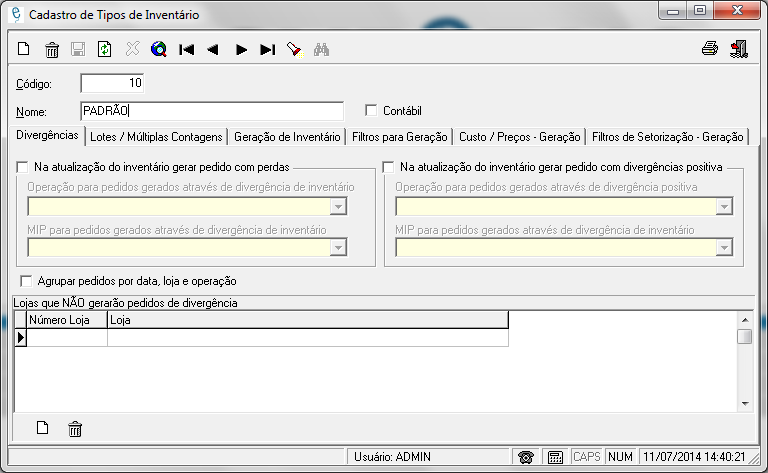 Cadastro de Tipos de Inventário
Código: 10
Nome: PADRÃO Contábil
Divergências Lotes / Múltiplas Contagens Geração de Inventário Filtros para Geração Custo / Preços - Geração Filtros de Setorização - Geração
Na atualização do inventário gerar pedido com perdas Na atualização do inventário gerar pedido com divergências positiva
Operação para pedidos gerados através de divergência de inventário Operação para pedidos gerados através de divergência positiva
MIP para pedidos gerados através de divergência de inventário MIP para pedidos gerados através de divergência de inventário
Agrupar pedidos por data, loja e operação
Lojas que NÃO gerarão pedidos de divergência
Número Loja Loja
Usuário: ADMIN CAPS NUM 11/07/2014 14:40:21